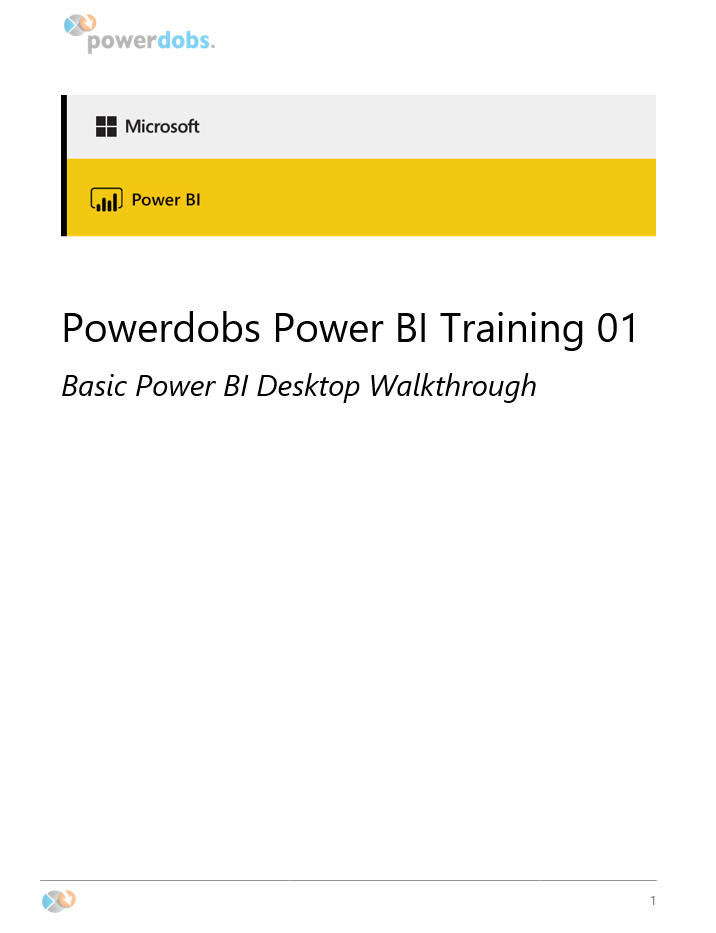 powerdobs.
Microsoft
Power BI
Powerdobs Power BI Training 01
Basic Power BI Desktop Walkthrough
1